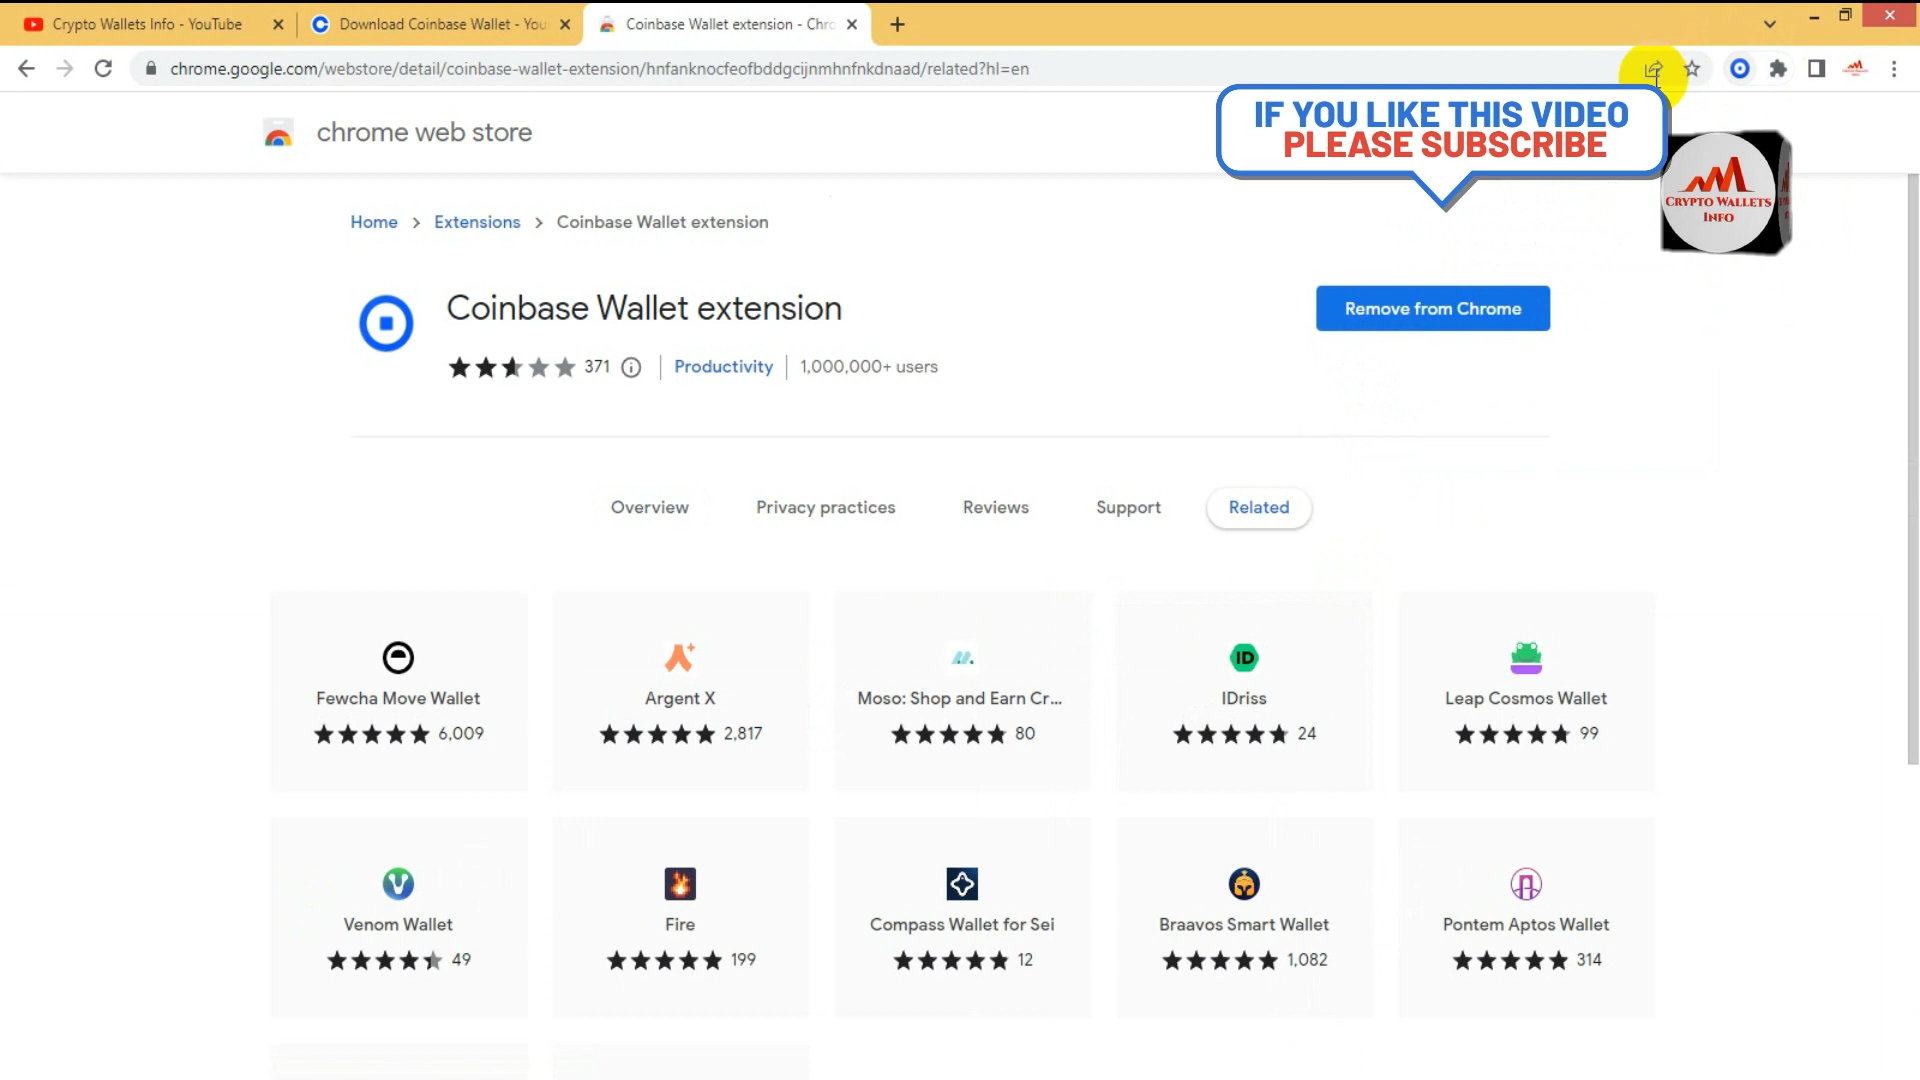 Crypto Wallets Info - YouTube
Download Coinbase Wallet - You
Coinbase Wallet extension - Chro
chrome.google.com/webstore/detail/coinbase-wallet-extension/hnfanknocfeofbddgcijnmhnfnkdnaad/related?hl=en
IF YOU LIKE THIS VIDEO
PLEASE SUBSCRIBE
CRYPTO WALLETS
INFO
chrome web store
Home > Extensions > Coinbase Wallet extension
Coinbase Wallet extension
Remove from Chrome
371 Productivity 1,000,000+ users
Overview Privacy practices Reviews Support Related
Fewcha Move Wallet
6,009
Argent X
2,817
Moso: Shop and Earn Cr...
80
ID
IDriss
24
Leap Cosmos Wallet
99
Venom Wallet
49
Fire
199
Compass Wallet for Sei
12
Braavos Smart Wallet
1,082
Pontem Aptos Wallet
314